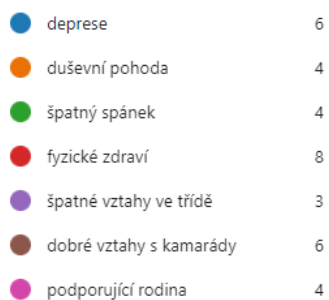 deprese 6
duševní pohoda 4
špatný spánek 4
fyzické zdraví 8
špatné vztahy ve třídě 3
dobré vztahy s kamarády 6
podporující rodina 4